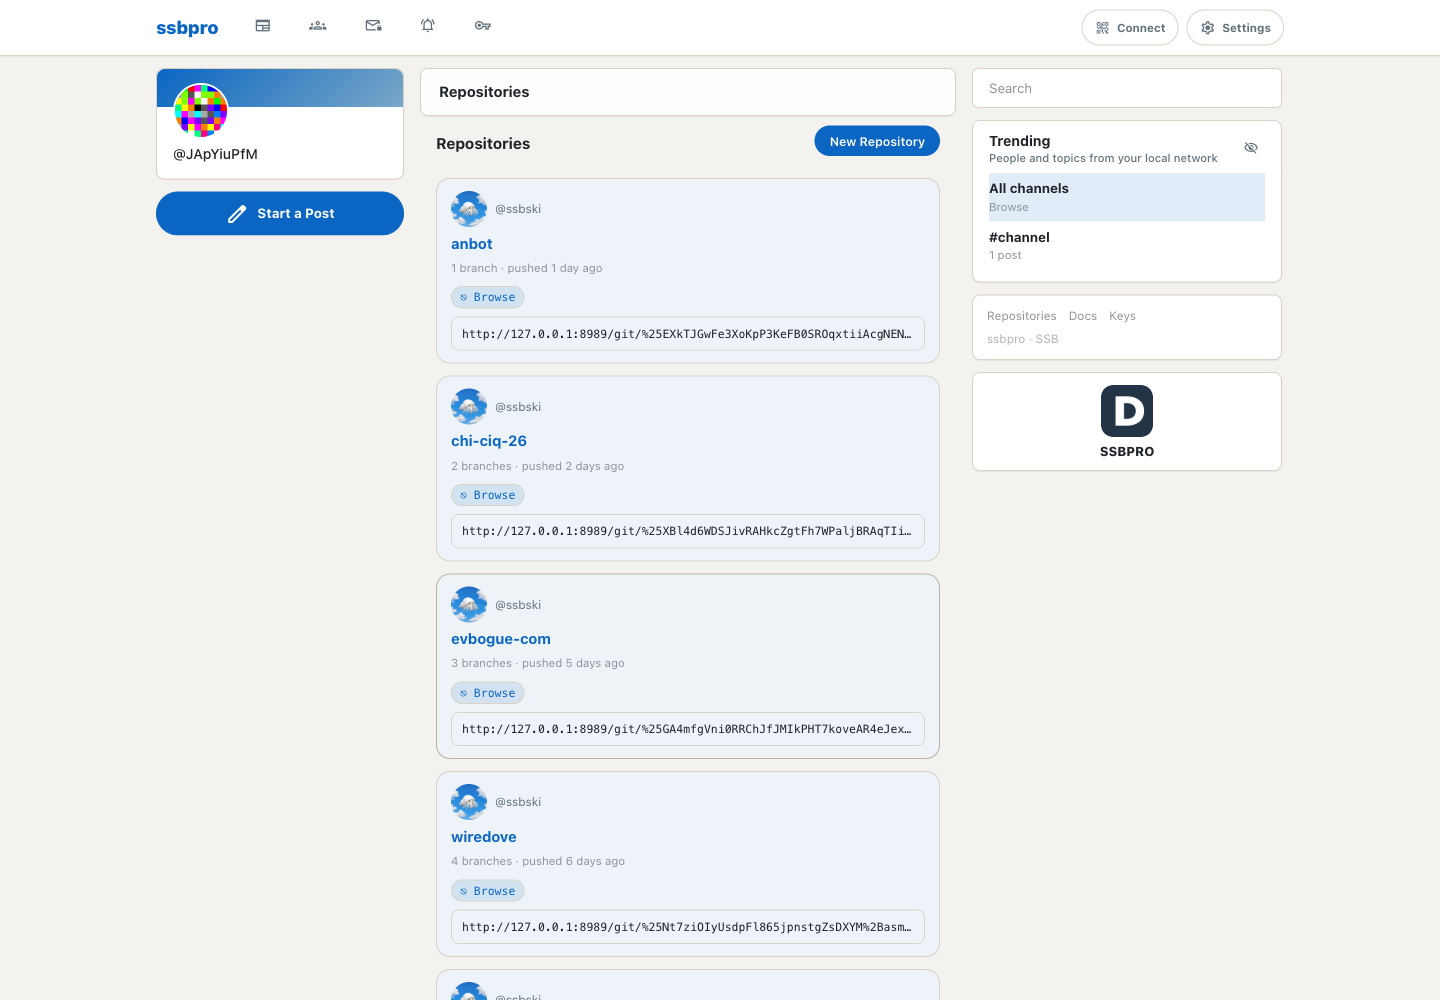 ssbpro
Connect
Settings
@JApYiuPfM
Start a Post
Repositories
Repositories
New Repository
@ssbski
anbot
1 branch · pushed 1 day ago
Browse
http://127.0.0.1:8989/git/%25EXkTJGwFe3XoKpP3KeFB0SROqxtiiAcgNEN…
@ssbski
chi-ciq-26
2 branches · pushed 2 days ago
Browse
http://127.0.0.1:8989/git/%25XBl4d6WDSJivRAHkcZgtFh7WPaljBRAqTIi…
@ssbski
evbogue-com
3 branches · pushed 5 days ago
Browse
http://127.0.0.1:8989/git/%25GA4mfgVni0RRChJfJMIkPHT7koveAR4eJex…
@ssbski
wiredove
4 branches · pushed 6 days ago
Browse
http://127.0.0.1:8989/git/%25Nt7ziOIyUsdpFl865jpnstgZsDXYM%2Basm…
@ssbski
Search
Trending
People and topics from your local network
All channels
Browse
#channel
1 post
Repositories Docs Keys
ssbpro · SSB
D
SSBPRO